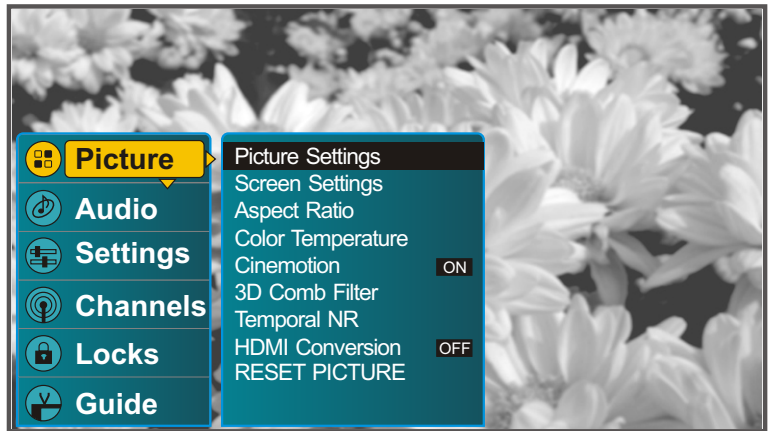 Picture
Audio
Settings
Channels
Locks
Guide
Picture Settings
Screen Settings
Aspect Ratio
Color Temperature
Cinemotion ON
3D Comb Filter
Temporal NR
HDMI Conversion OFF
RESET PICTURE